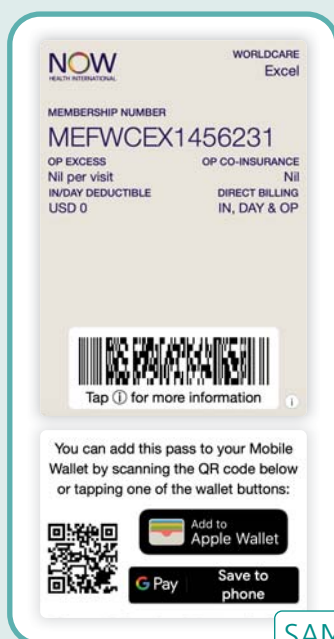 NOW
HEALTH INTERNATIONAL
WORLDCARE
Excel
MEMBERSHIP NUMBER
MEFWCEX1456231
OP EXCESS
Nil per visit
OP CO-INSURANCE
Nil
IN/DAY DEDUCTIBLE
USD 0
DIRECT BILLING
IN, DAY & OP
Tap ⓘ for more information
ⓘ
You can add this pass to your Mobile
Wallet by scanning the QR code below
or tapping one of the wallet buttons:
Add to
Apple Wallet
G Pay
Save to
phone